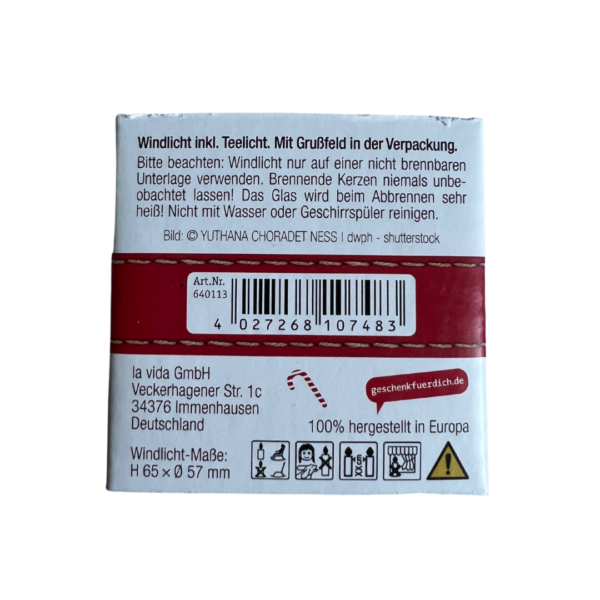 Windlicht inkl. Teelicht. Mit Grußfeld in der Verpackung.
Bitte beachten: Windlicht nur auf einer nicht brennbaren
Unterlage verwenden. Brennende Kerzen niemals unbe-
obachtet lassen! Das Glas wird beim Abbrennen sehr
heiß! Nicht mit Wasser oder Geschirrspüler reinigen.
Bild: © YUTHANA CHORADET NESS I dwph - shutterstock
Art.Nr.
640113
4 027268 107483
la vida GmbH
Veckerhagener Str. 1c
34376 Immenhausen
Deutschland
geschenkfuerdich.de
100% hergestellt in Europa
Windlicht-Maße:
H 65 × Ø 57 mm